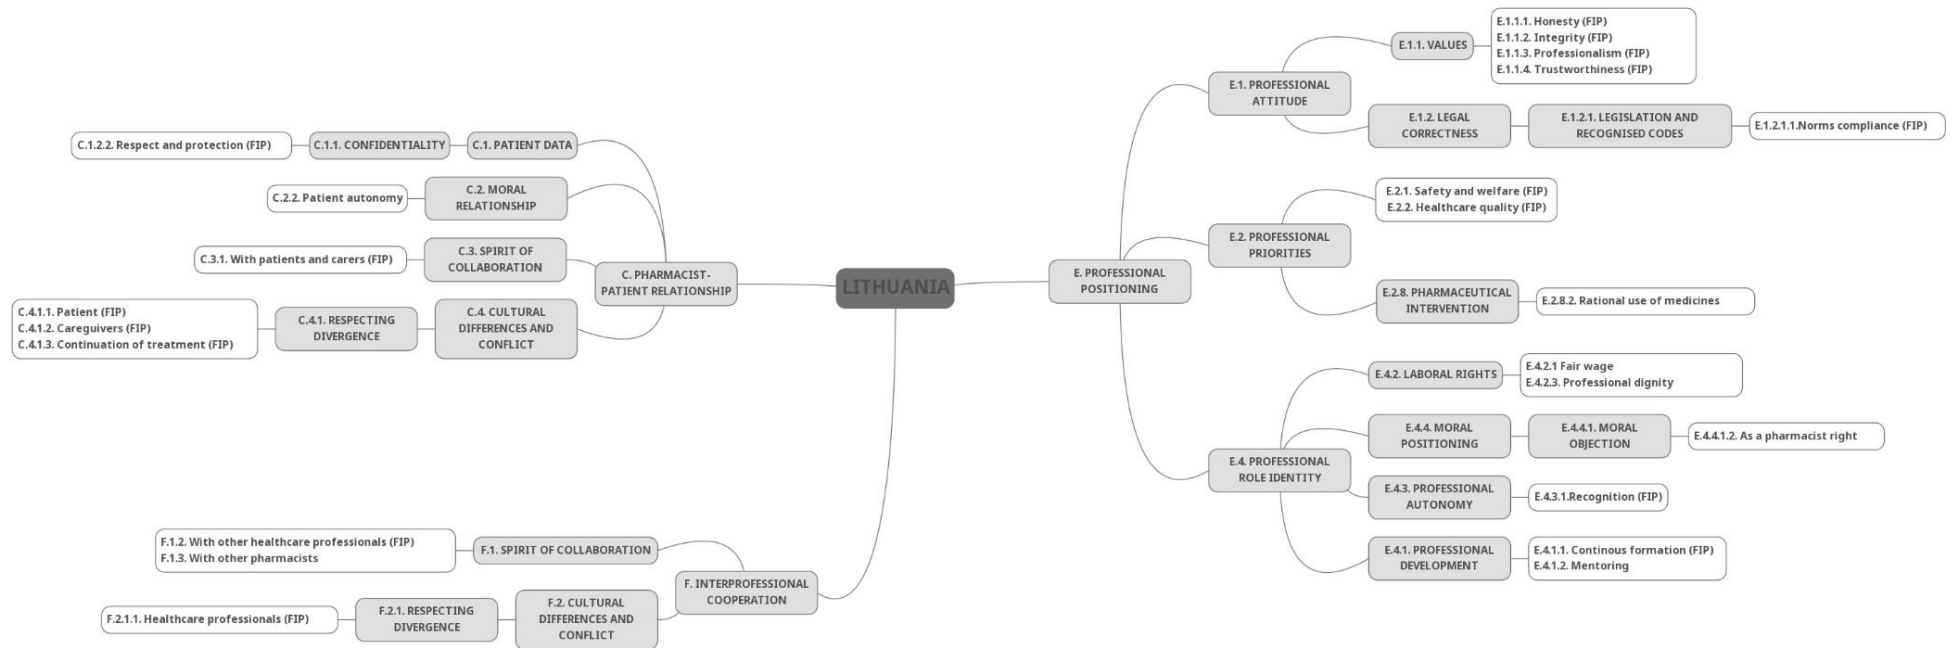 LITHUANIA
C. PHARMACIST-
PATIENT RELATIONSHIP
C.1. PATIENT DATA
C.1.1. CONFIDENTIALITY
C.1.2.2. Respect and protection (FIP)
C.2. MORAL
RELATIONSHIP
C.2.2. Patient autonomy
C.3. SPIRIT OF
COLLABORATION
C.3.1. With patients and carers (FIP)
C.4. CULTURAL
DIFFERENCES AND
CONFLICT
C.4.1. RESPECTING
DIVERGENCE
C.4.1.1. Patient (FIP)
C.4.1.2. Careguivers (FIP)
C.4.1.3. Continuation of treatment (FIP)
F. INTERPROFESSIONAL
COOPERATION
F.1. SPIRIT OF COLLABORATION
F.1.2. With other healthcare professionals (FIP)
F.1.3. With other pharmacists
F.2. CULTURAL
DIFFERENCES AND
CONFLICT
F.2.1. RESPECTING
DIVERGENCE
F.2.1.1. Healthcare professionals (FIP)
E. PROFESSIONAL
POSITIONING
E.1. PROFESSIONAL
ATTITUDE
E.1.1. VALUES
E.1.1.1. Honesty (FIP)
E.1.1.2. Integrity (FIP)
E.1.1.3. Professionalism (FIP)
E.1.1.4. Trustworthiness (FIP)
E.1.2. LEGAL
CORRECTNESS
E.1.2.1. LEGISLATION AND
RECOGNISED CODES
E.1.2.1.1.Norms compliance (FIP)
E.2. PROFESSIONAL
PRIORITIES
E.2.1. Safety and welfare (FIP)
E.2.2. Healthcare quality (FIP)
E.2.8. PHARMACEUTICAL
INTERVENTION
E.2.8.2. Rational use of medicines
E.4. PROFESSIONAL
ROLE IDENTITY
E.4.2. LABORAL RIGHTS
E.4.2.1 Fair wage
E.4.2.3. Professional dignity
E.4.4. MORAL
POSITIONING
E.4.4.1. MORAL
OBJECTION
E.4.4.1.2. As a pharmacist right
E.4.3. PROFESSIONAL
AUTONOMY
E.4.3.1.Recognition (FIP)
E.4.1. PROFESSIONAL
DEVELOPMENT
E.4.1.1. Continous formation (FIP)
E.4.1.2. Mentoring